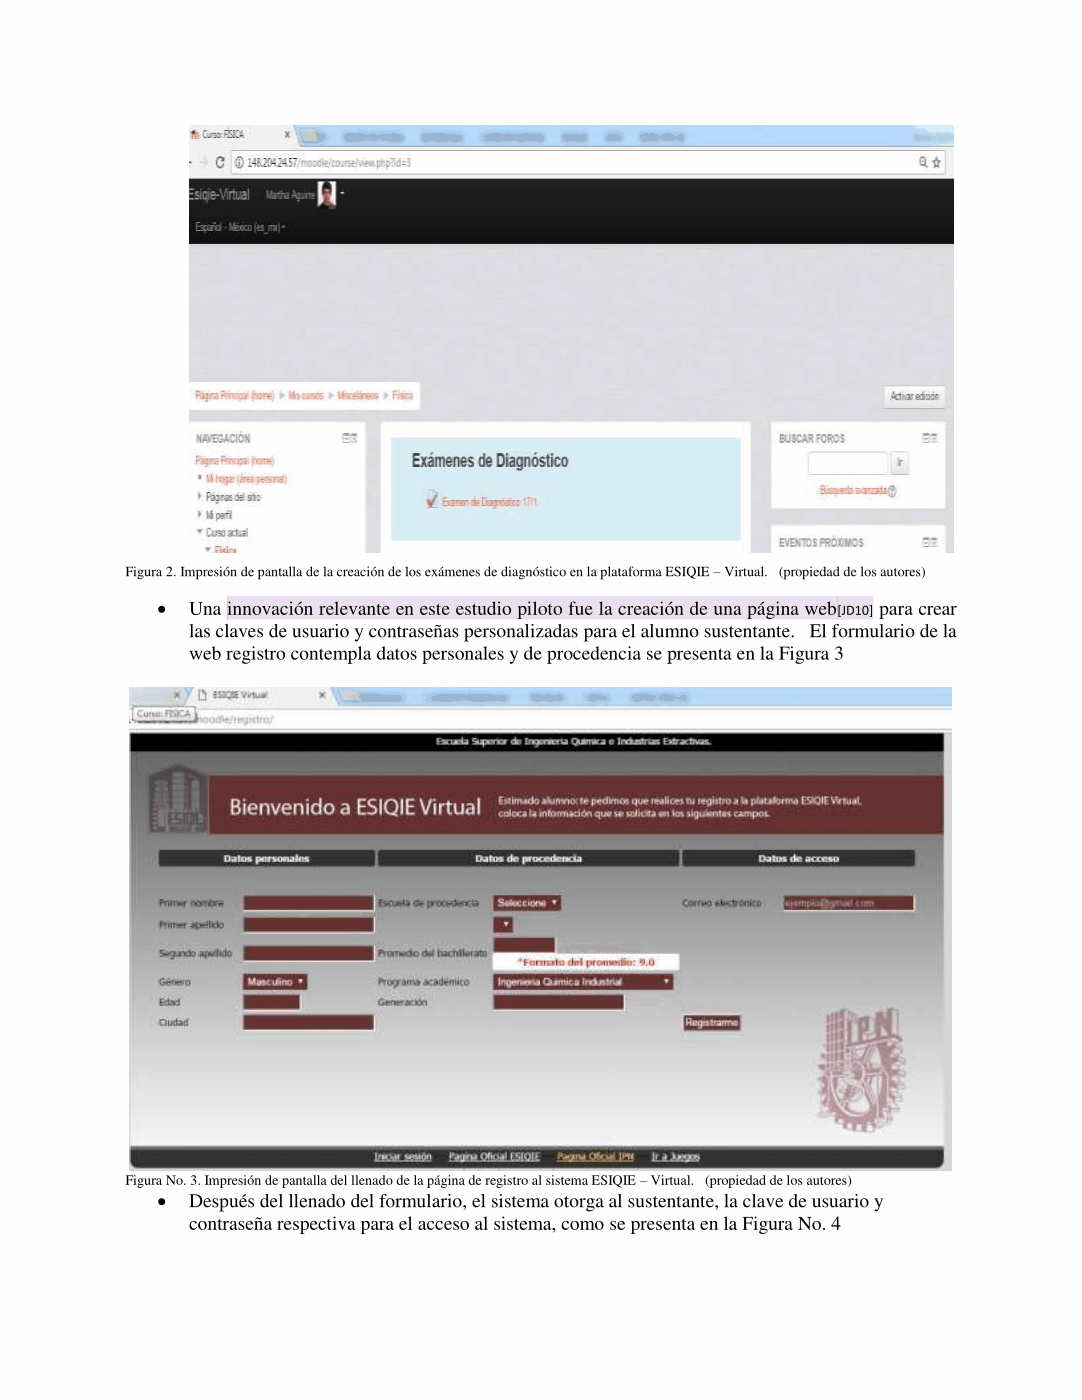 Curso: FÍSICA x
148.204.24.57/moodle/course/view.php?id=3
Esiqie-Virtual Martha Aguirre
Español - México (es_mx)
Página Principal (home) Mis cursos Misceláneos Física
Activar edición
NAVEGACIÓN
Página Principal (home)
Mi hogar (área personal)
Páginas del sitio
Mi perfil
Curso actual
Física
Exámenes de Diagnóstico
Examen de Diagnóstico 17/1
BUSCAR FOROS
Ir
Búsqueda avanzada
EVENTOS PRÓXIMOS
Figura 2. Impresión de pantalla de la creación de los exámenes de diagnóstico en la plataforma ESIQIE – Virtual. (propiedad de los autores)
• Una innovación relevante en este estudio piloto fue la creación de una página web[JD10] para crear
las claves de usuario y contraseñas personalizadas para el alumno sustentante. El formulario de la
web registro contempla datos personales y de procedencia se presenta en la Figura 3
x ESIQIE Virtual x
Curso: FÍSICA moodle/registro/
Escuela Superior de Ingenieria Química e Industrias Extractivas.
ESIQIE
Bienvenido a ESIQIE Virtual
Estimado alumno: te pedimos que realices tu registro a la plataforma ESIQIE Virtual,
coloca la información que se solicita en los siguientes campos.
Datos personales Datos de procedencia Datos de acceso
Primer nombre Escuela de procedencia Seleccione Correo electrónico ejemplo@gmail.com
Primer apellido
Segundo apellido Promedio del bachillerato
*Formato del promedio: 9.0
Género Masculino Programa académico Ingenieria Quimica Industrial
Edad Generación
Ciudad Registrarme
IPN
Iniciar sesión Pagina Oficial ESIQIE Pagina Oficial IPN Ir a Juegos
Figura No. 3. Impresión de pantalla del llenado de la página de registro al sistema ESIQIE – Virtual. (propiedad de los autores)
• Después del llenado del formulario, el sistema otorga al sustentante, la clave de usuario y
contraseña respectiva para el acceso al sistema, como se presenta en la Figura No. 4